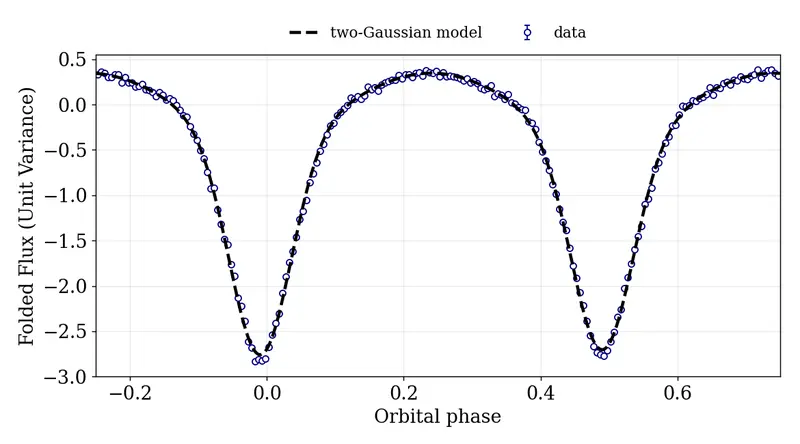 two-Gaussian model data
0.5
0.0
−0.5
−1.0
−1.5
−2.0
−2.5
−3.0
Folded Flux (Unit Variance)
−0.2 0.0 0.2 0.4 0.6
Orbital phase